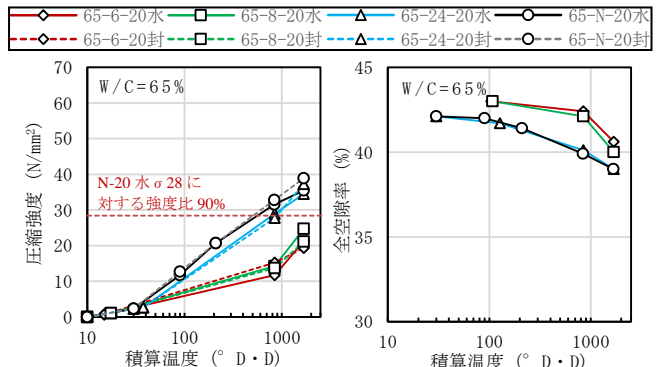 65-6-20水 65-8-20水 65-24-20水 65-N-20水
65-6-20封 65-8-20封 65-24-20封 65-N-20封
圧縮強度 (N/mm²)
70
60
50
40
30
20
10
0
W/C=65%
N-20 水 σ 28 に
対する強度比 90%
10 100 1000
積算温度 (° D・D)
全空隙率 (%)
45
40
35
30
W/C=65%
10 100 1000
積算温度 (° D・D)